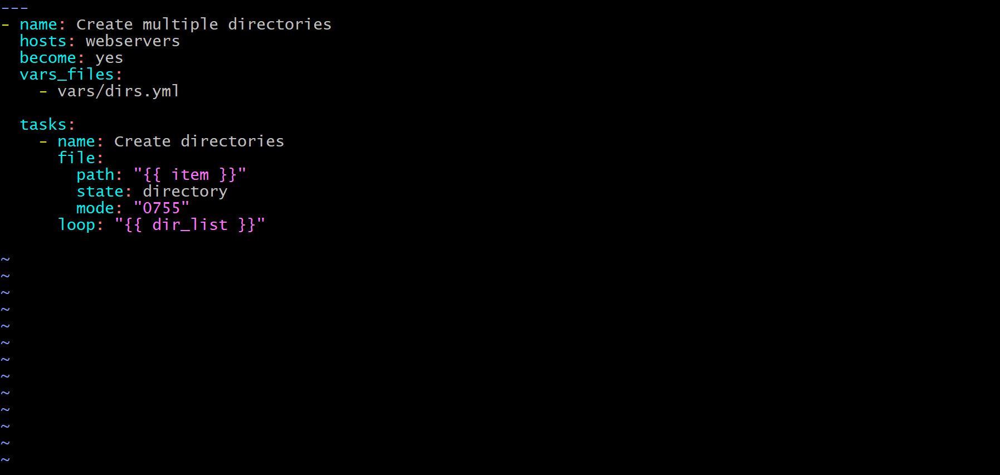 ---
- name: Create multiple directories
  hosts: webservers
  become: yes
  vars_files:
    - vars/dirs.yml

  tasks:
    - name: Create directories
      file:
        path: "{{ item }}"
        state: directory
        mode: "0755"
      loop: "{{ dir_list }}"

~
~
~
~
~
~
~
~
~
~
~
~
~